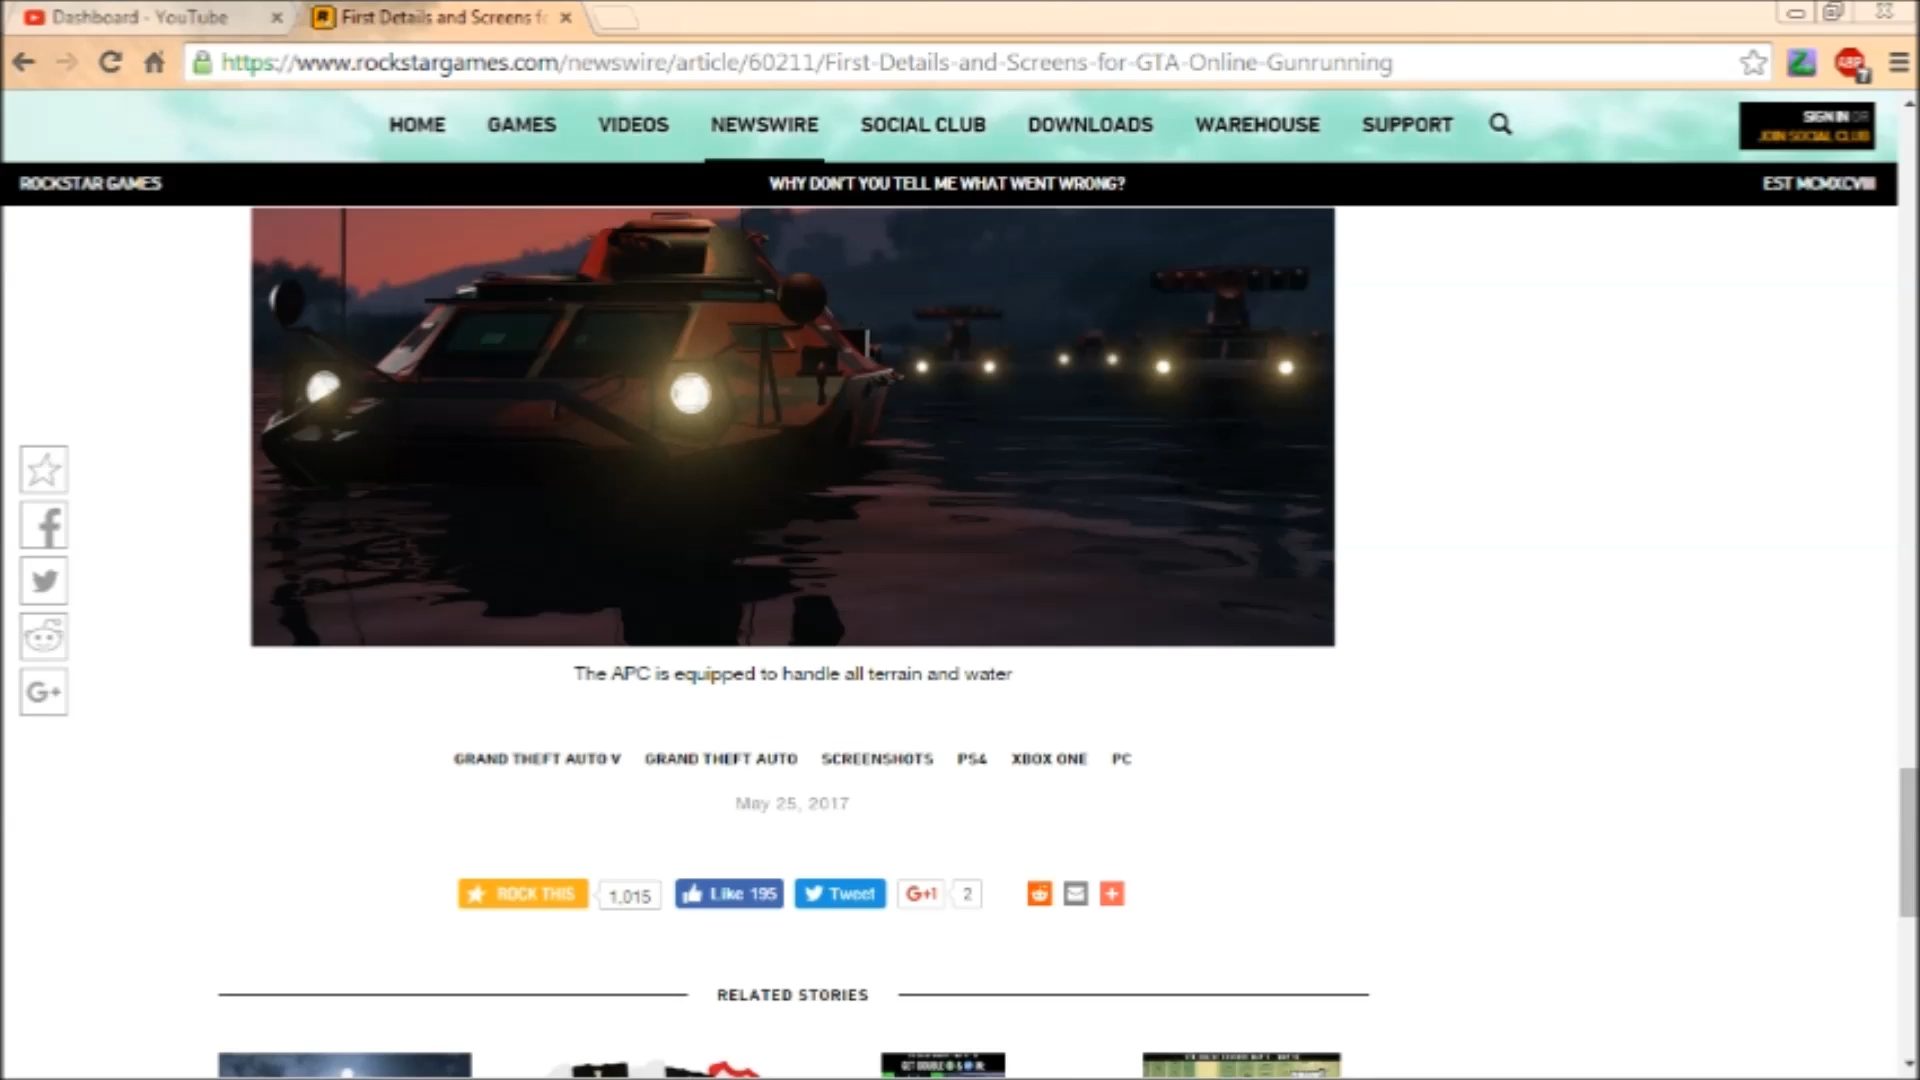 Dashboard - YouTube
First Details and Screens f
https://www.rockstargames.com/newswire/article/60211/First-Details-and-Screens-for-GTA-Online-Gunrunning
ABP
7
HOME GAMES VIDEOS NEWSWIRE SOCIAL CLUB DOWNLOADS WAREHOUSE SUPPORT
SIGN IN OR
JOIN SOCIAL CLUB
ROCKSTAR GAMES WHY DON'T YOU TELL ME WHAT WENT WRONG? EST MCMXCVIII
G+
The APC is equipped to handle all terrain and water
GRAND THEFT AUTO V GRAND THEFT AUTO SCREENSHOTS PS4 XBOX ONE PC
May 25, 2017
ROCK THIS 1,015 Like 195 Tweet G+1 2
RELATED STORIES